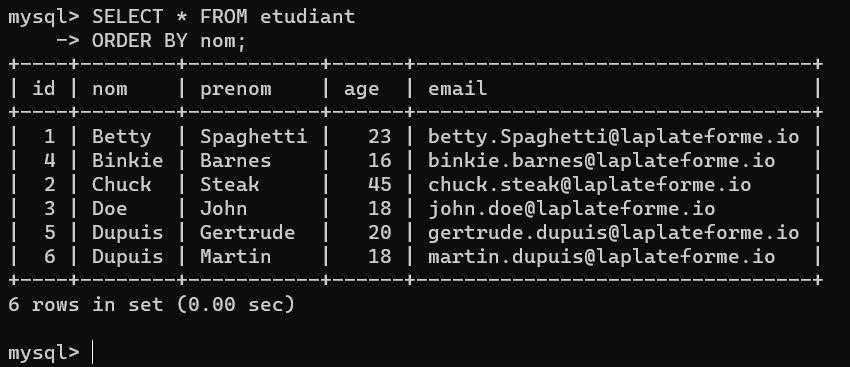 mysql> SELECT * FROM etudiant
    -> ORDER BY nom;
+----+--------+-----------+------+---------------------------------+
| id | nom    | prenom    | age  | email                           |
+----+--------+-----------+------+---------------------------------+
|  1 | Betty  | Spaghetti |   23 | betty.Spaghetti@laplateforme.io |
|  4 | Binkie | Barnes    |   16 | binkie.barnes@laplateforme.io   |
|  2 | Chuck  | Steak     |   45 | chuck.steak@laplateforme.io     |
|  3 | Doe    | John      |   18 | john.doe@laplateforme.io        |
|  5 | Dupuis | Gertrude  |   20 | gertrude.dupuis@laplateforme.io |
|  6 | Dupuis | Martin    |   18 | martin.dupuis@laplateforme.io   |
+----+--------+-----------+------+---------------------------------+
6 rows in set (0.00 sec)
mysql>